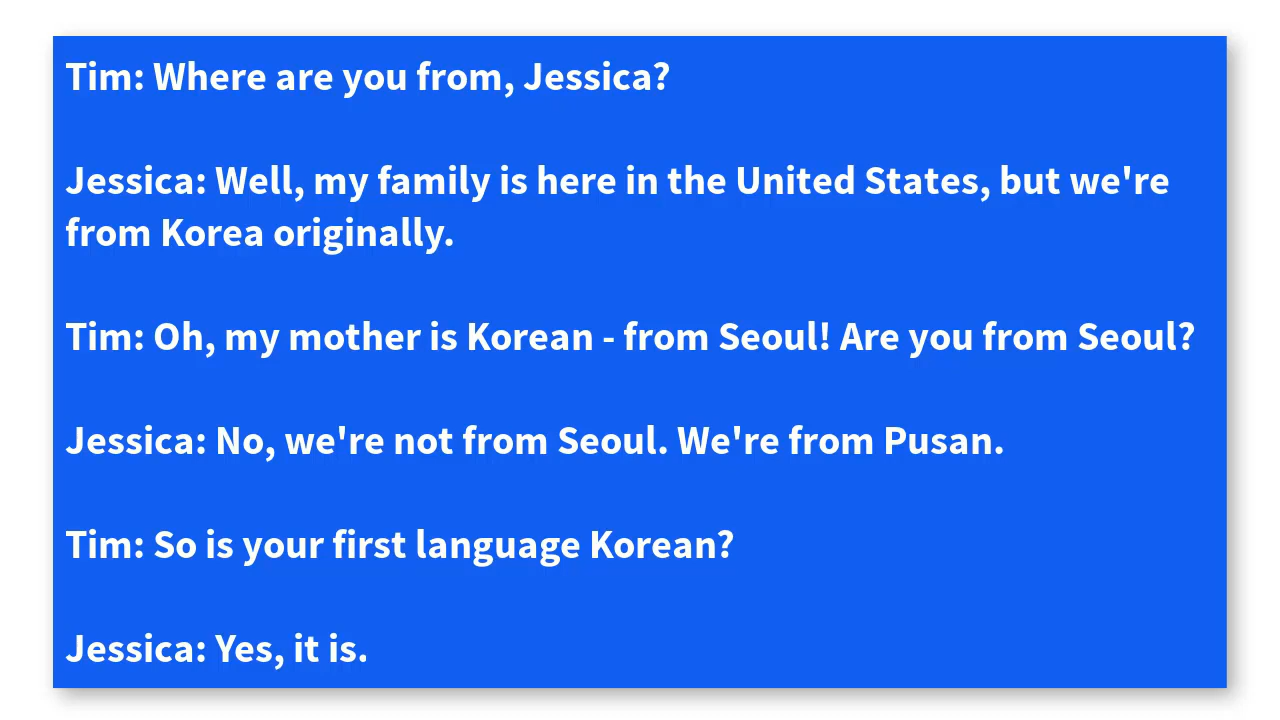 Tim: Where are you from, Jessica?
Jessica: Well, my family is here in the United States, but we're
from Korea originally.
Tim: Oh, my mother is Korean - from Seoul! Are you from Seoul?
Jessica: No, we're not from Seoul. We're from Pusan.
Tim: So is your first language Korean?
Jessica: Yes, it is.